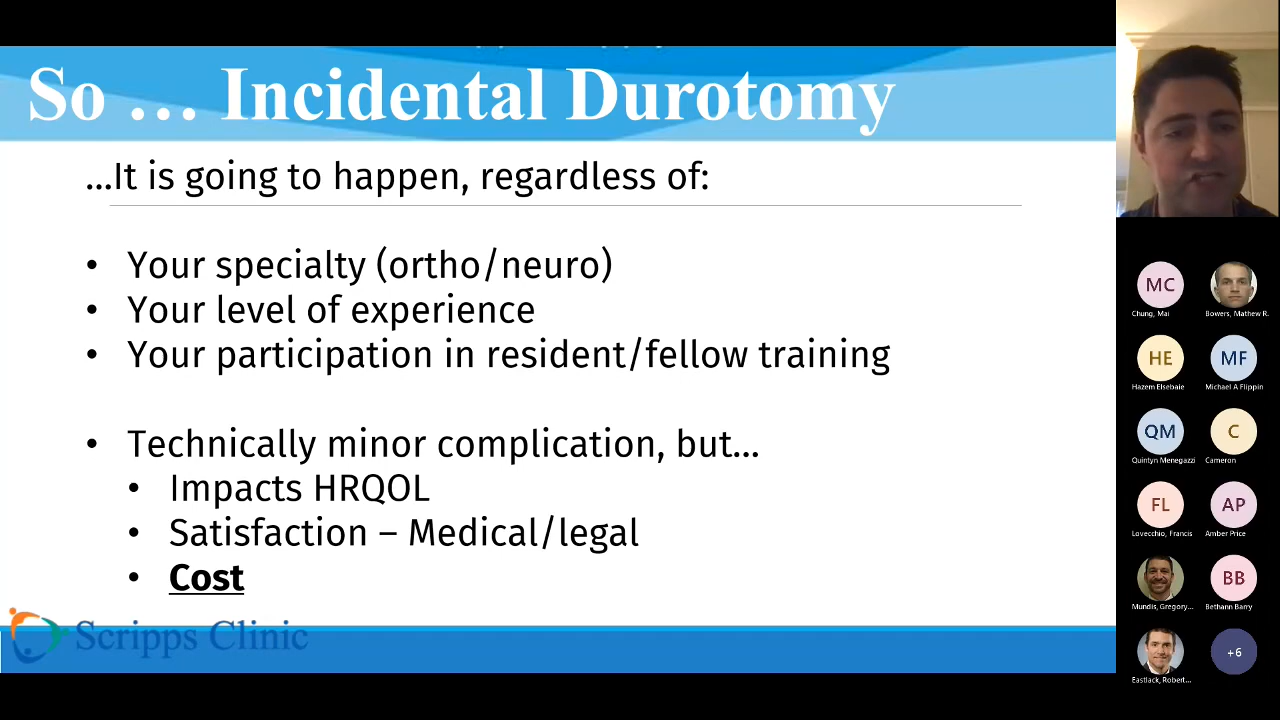 So … Incidental Durotomy
...It is going to happen, regardless of:
• Your specialty (ortho/neuro)
• Your level of experience
• Your participation in resident/fellow training
• Technically minor complication, but...
• Impacts HRQOL
• Satisfaction – Medical/legal
• Cost
Scripps Clinic
MC
Chung, Mai
Bowers, Mathew R.
HE
Hazem Elsebaie
MF
Michael A Flippin
QM
Quintyn Menegazzi
C
Cameron
FL
Lovecchio, Francis
AP
Amber Price
Mundis, Gregory...
BB
Bethann Barry
Eastlack, Robert...
+6